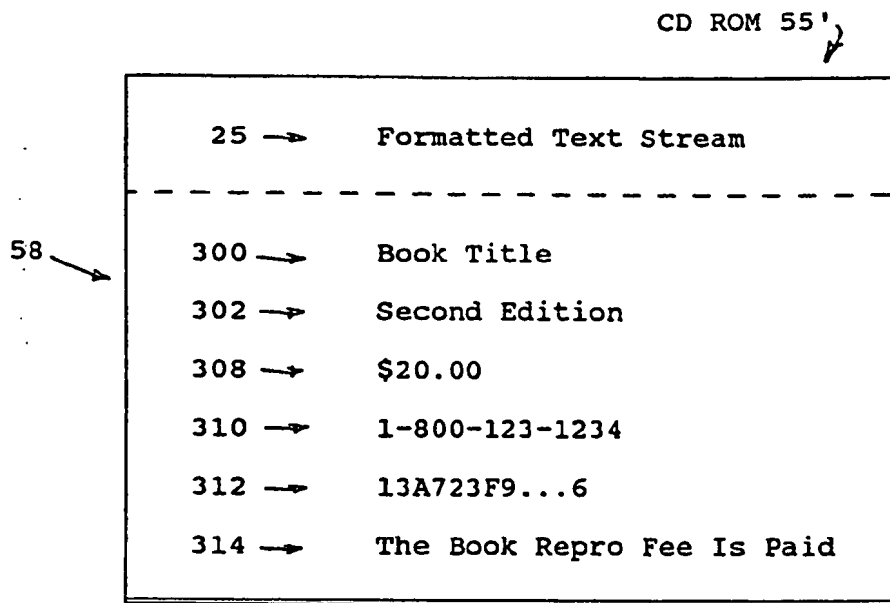 CD ROM 55'
25 → Formatted Text Stream
58
300 → Book Title
302 → Second Edition
308 → $20.00
310 → 1-800-123-1234
312 → 13A723F9...6
314 → The Book Repro Fee Is Paid